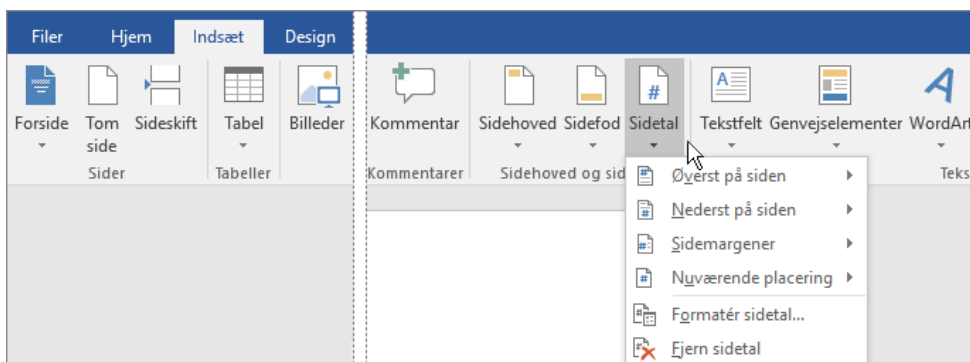 Filer Hjem Indsæt Design
Forside Tom side Sideskift Tabel Billeder Kommentar Sidehoved Sidefod Sidetal Tekstfelt Genvejselementer WordArt
Sider Tabeller Kommentarer Sidehoved og sid Teks
Øverst på siden
Nederst på siden
Sidemargener
Nuværende placering
Formatér sidetal...
Fjern sidetal